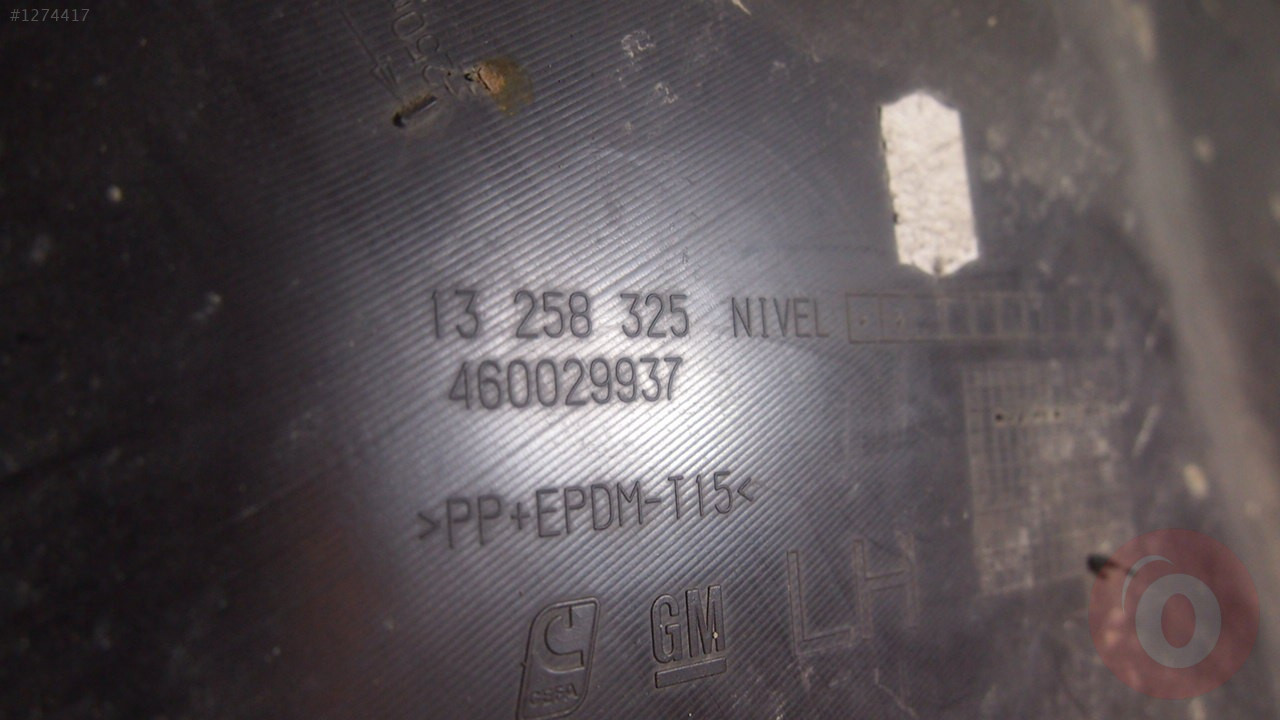 #1274417
13 258 325 NIVEL
460029937
>PP+EPDM-T15<
LH
GM